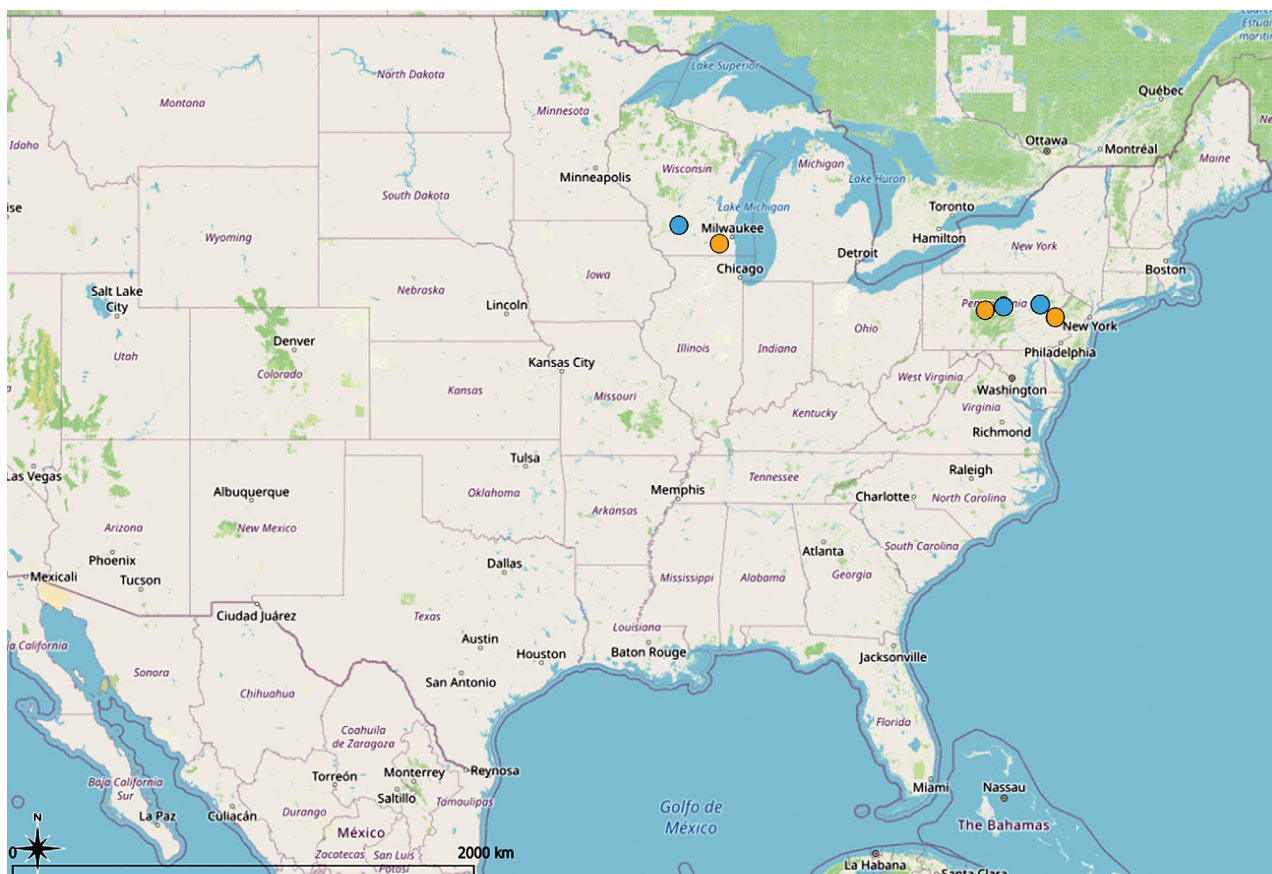 Lake Superior
North Dakota
Montana
Minnesota
Québec
Idaho
Ottawa
Montréal
Maine
Wisconsin
Michigan
Minneapolis
Lake Huron
South Dakota
Lake Michigan
Toronto
Milwaukee
Hamilton
Wyoming
New York
Detroit
Chicago
Boston
Iowa
Salt Lake
City
Nebraska
Lincoln
New York
Ohio
Denver
Illinois
Indiana
Philadelphia
Utah
Kansas City
Colorado
West Virginia
Washington
Kansas
Missouri
Virginia
Kentucky
Richmond
Tulsa
Raleigh
Las Vegas
Tennessee
Albuquerque
Oklahoma
Memphis
Charlotte
North Carolina
Arkansas
Arizona
New Mexico
South Carolina
Atlanta
Phoenix
Dallas
Mexicali
Tucson
Mississippi
Alabama
Georgia
Ciudad Juárez
Texas
Louisiana
Austin
Baton Rouge
Houston
Jacksonville
Sonora
San Antonio
Chihuahua
Florida
Coahuila
de Zaragoza
Torreón
Monterrey
Reynosa
Baja California
Sur
Saltillo
Tamaulipas
Miami
Nassau
Durango
La Paz
Culiacán
Golfo de
México
The Bahamas
México
N
0
2000 km
Zacatecas
San Luis
Potosí
La Habana
Santa Clara